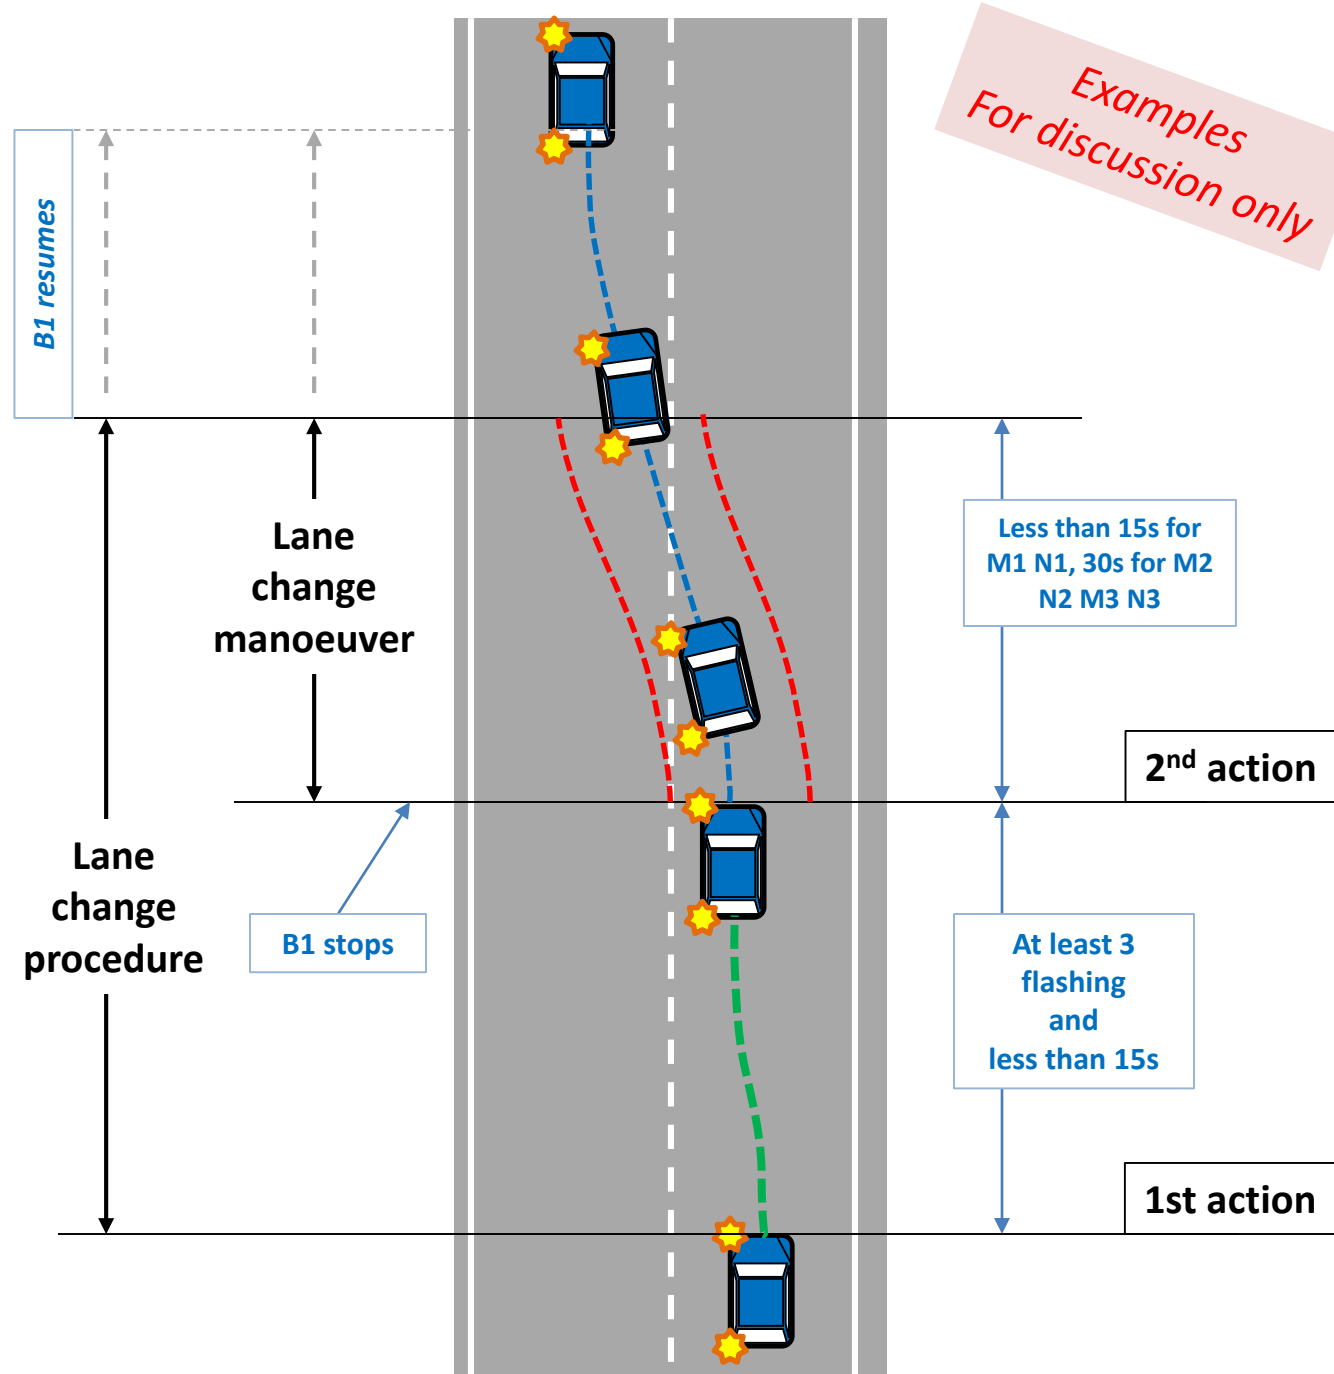 Examples
For discussion only
B1 resumes
Lane
change
manoeuver
Less than 15s for
M1 N1, 30s for M2
N2 M3 N3
2nd action
Lane
change
procedure
B1 stops
At least 3
flashing
and
less than 15s
1st action